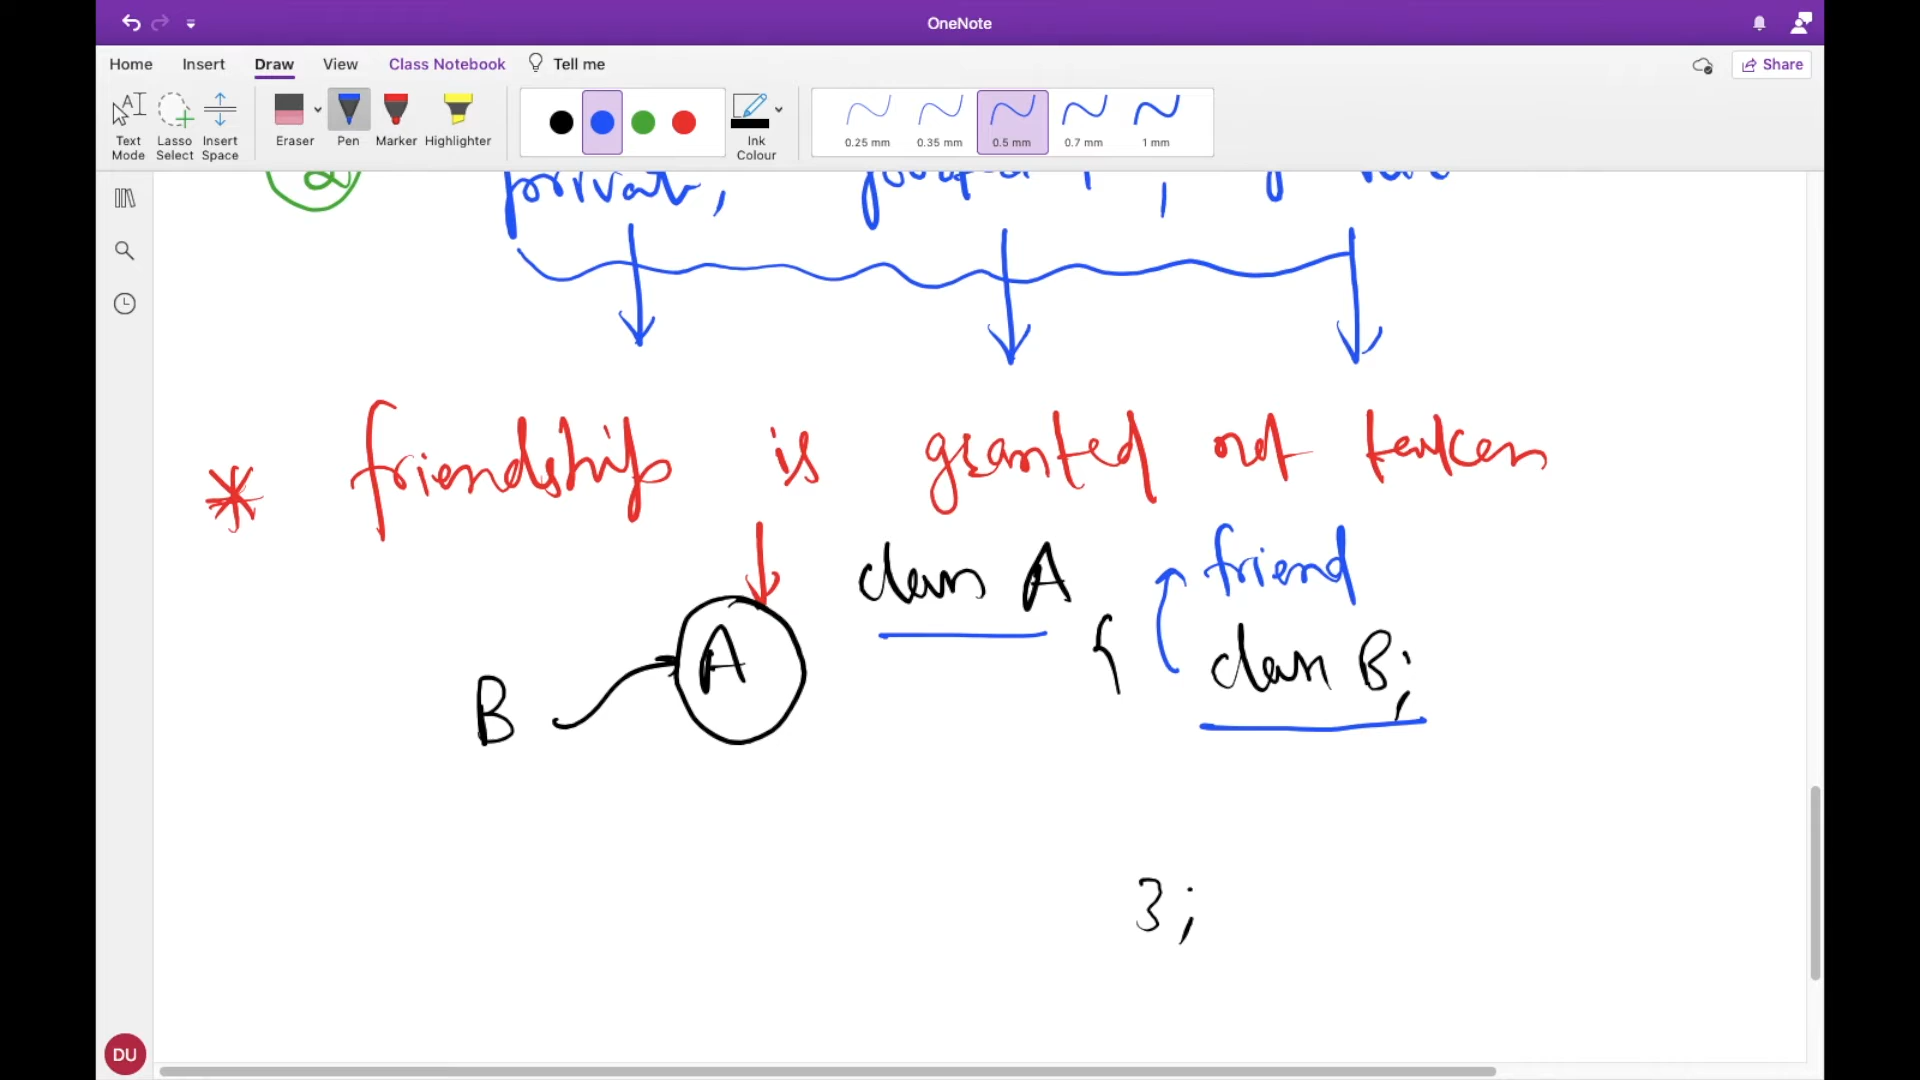 OneNote
Home Insert Draw View Class Notebook Tell me Share
Text Mode Lasso Select Insert Space Eraser Pen Marker Highlighter Ink Colour 0.25 mm 0.35 mm 0.5 mm 0.7 mm 1 mm
2 private,
* friendship is granted not taken
class A friend
{ class B;
A
B
};
DU